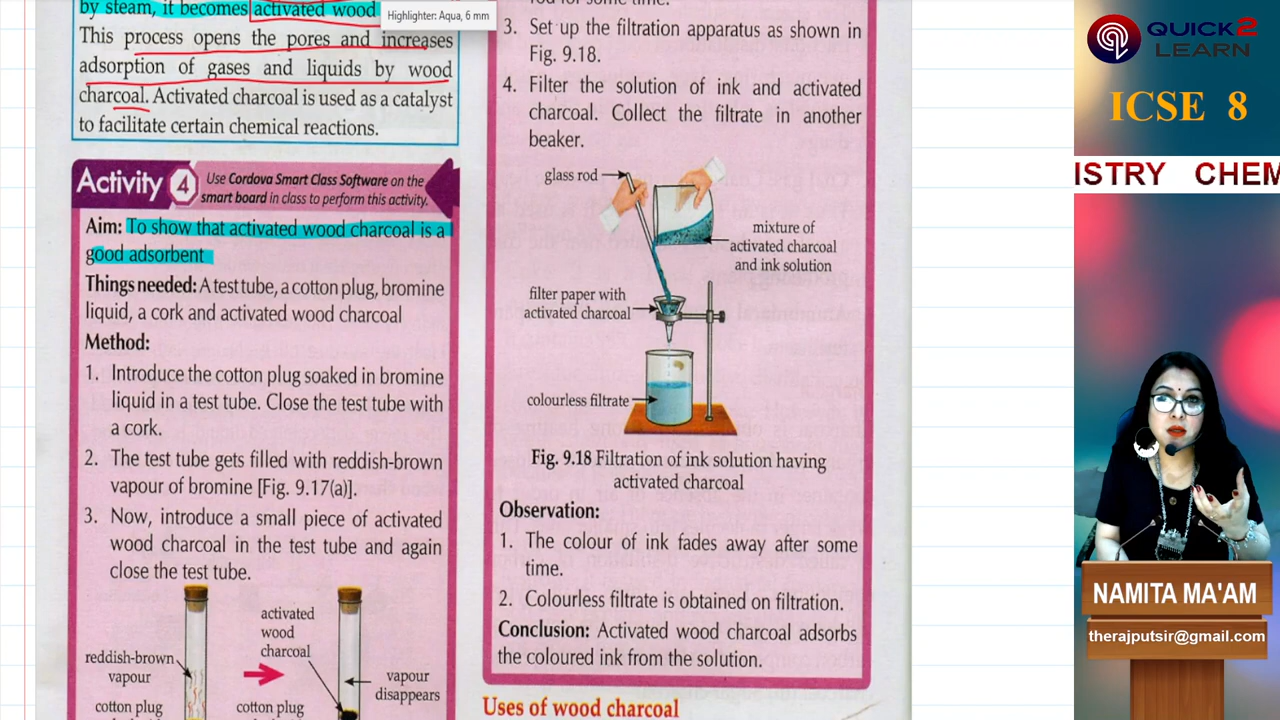 by steam, it becomes activated wood
Highlighter: Aqua, 6 mm
This process opens the pores and increases
adsorption of gases and liquids by wood
charcoal. Activated charcoal is used as a catalyst
to facilitate certain chemical reactions.
Activity 4
Use Cordova Smart Class Software on the
smart board in class to perform this activity.
Aim: To show that activated wood charcoal is a
good adsorbent
Things needed: A test tube, a cotton plug, bromine
liquid, a cork and activated wood charcoal
Method:
1. Introduce the cotton plug soaked in bromine
liquid in a test tube. Close the test tube with
a cork.
2. The test tube gets filled with reddish-brown
vapour of bromine [Fig. 9.17(a)].
3. Now, introduce a small piece of activated
wood charcoal in the test tube and again
close the test tube.
activated
wood
charcoal
reddish-brown
vapour
vapour
disappears
cotton plug
cotton plug
rod for some time.
3. Set up the filtration apparatus as shown in
Fig. 9.18.
4. Filter the solution of ink and activated
charcoal. Collect the filtrate in another
beaker.
glass rod
mixture of
activated charcoal
and ink solution
filter paper with
activated charcoal
colourless filtrate
Fig. 9.18 Filtration of ink solution having
activated charcoal
Observation:
1. The colour of ink fades away after some
time.
2. Colourless filtrate is obtained on filtration.
Conclusion: Activated wood charcoal adsorbs
the coloured ink from the solution.
Uses of wood charcoal
QUICK2
LEARN
ICSE 8
ISTRY CHEM
NAMITA MA'AM
therajputsir@gmail.com